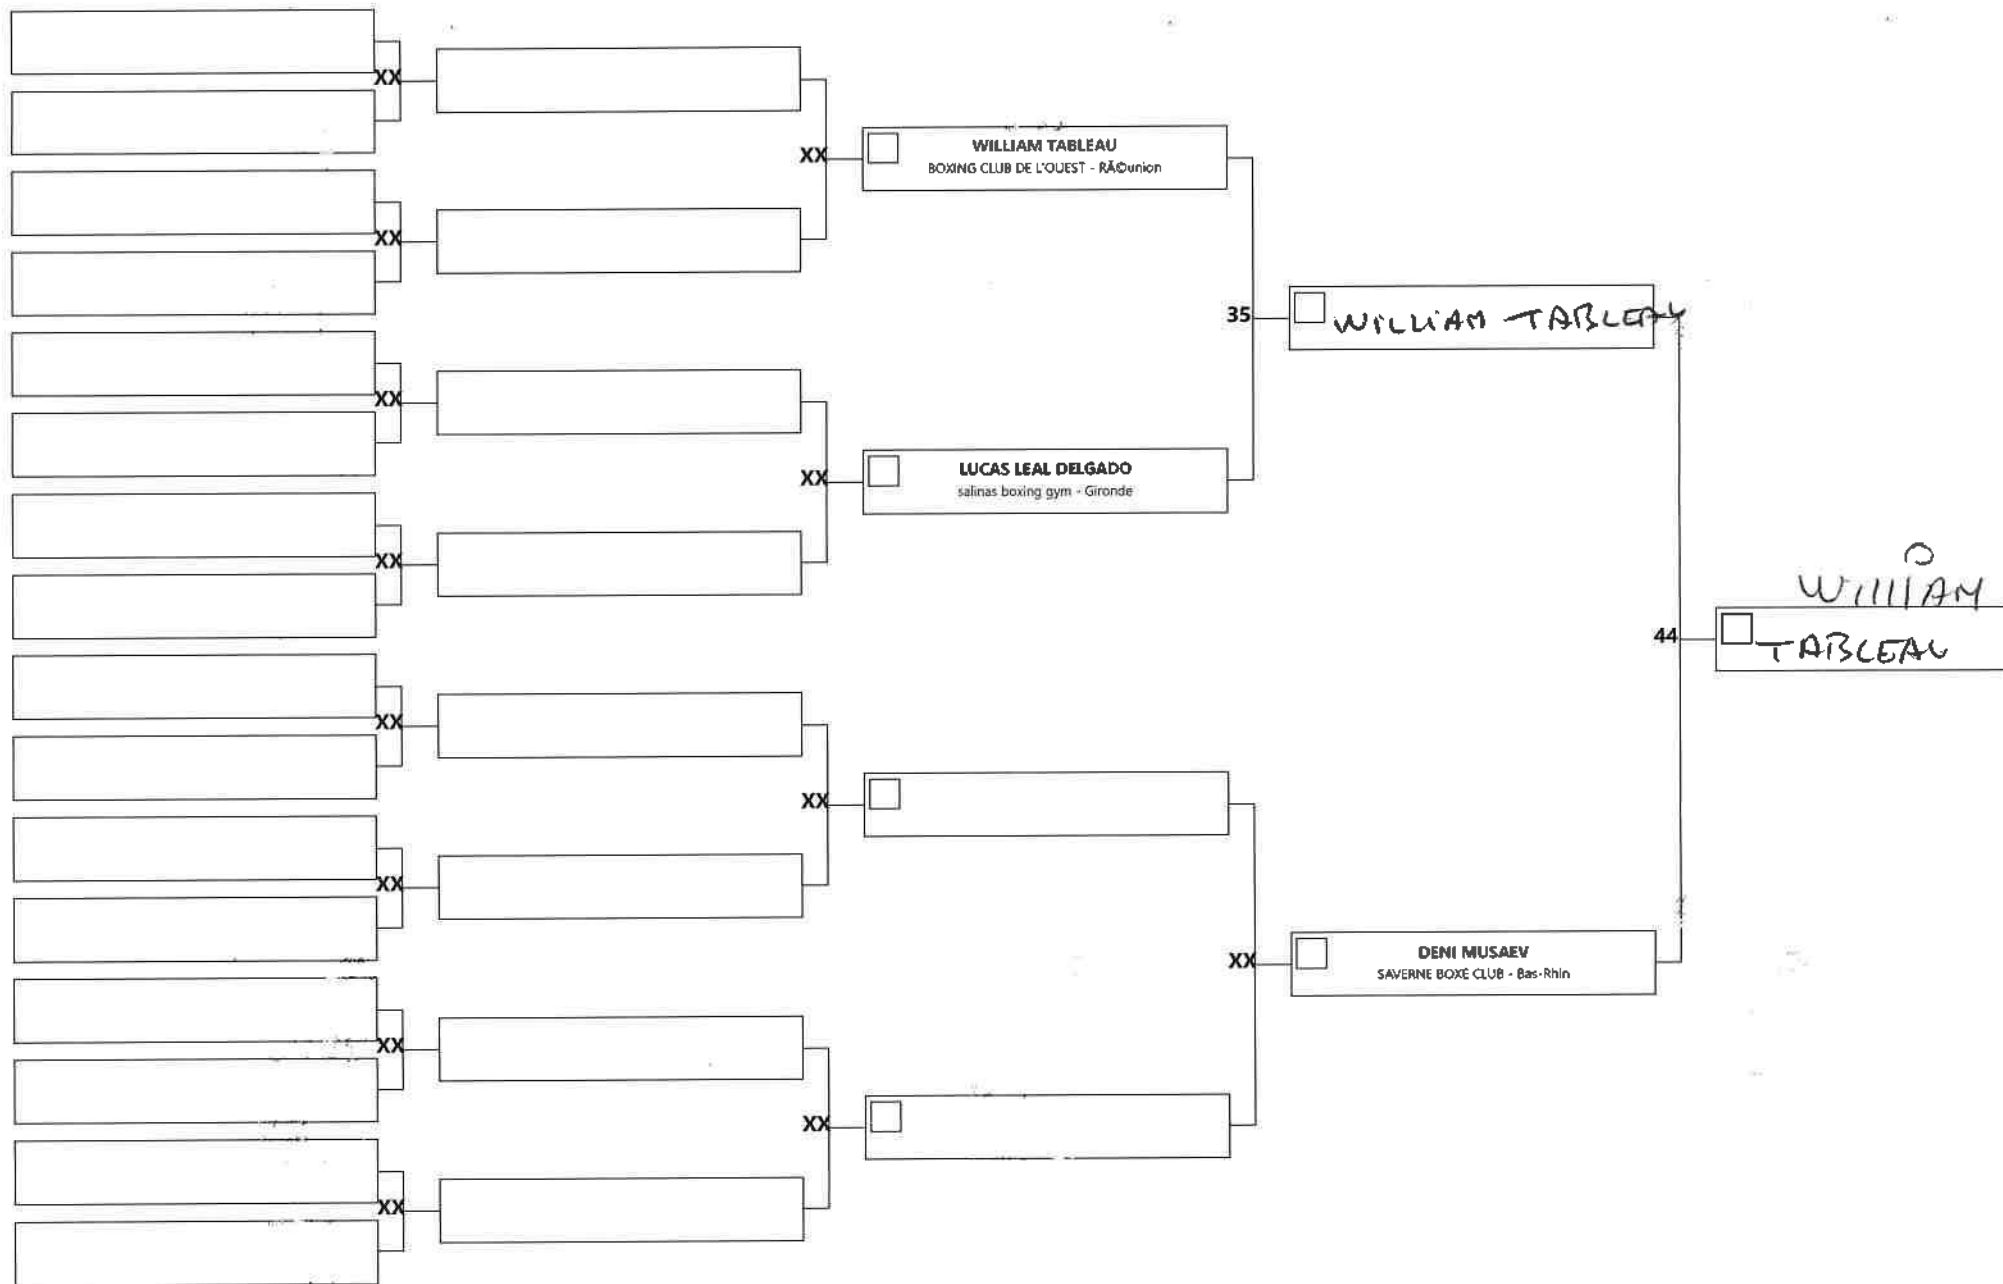 XX
XX
WILLIAM TABLEAU
BOXING CLUB DE L'OUEST - RÃ©union
XX
XX
35
WILLIAM TABLEAU
XX
XX
LUCAS LEAL DELGADO
salinas boxing gym - Gironde
XX
WILLIAM
44
TABLEAU
XX
XX
XX
XX
DENI MUSAEV
SAVERNE BOXE CLUB - Bas-Rhin
XX
XX
XX